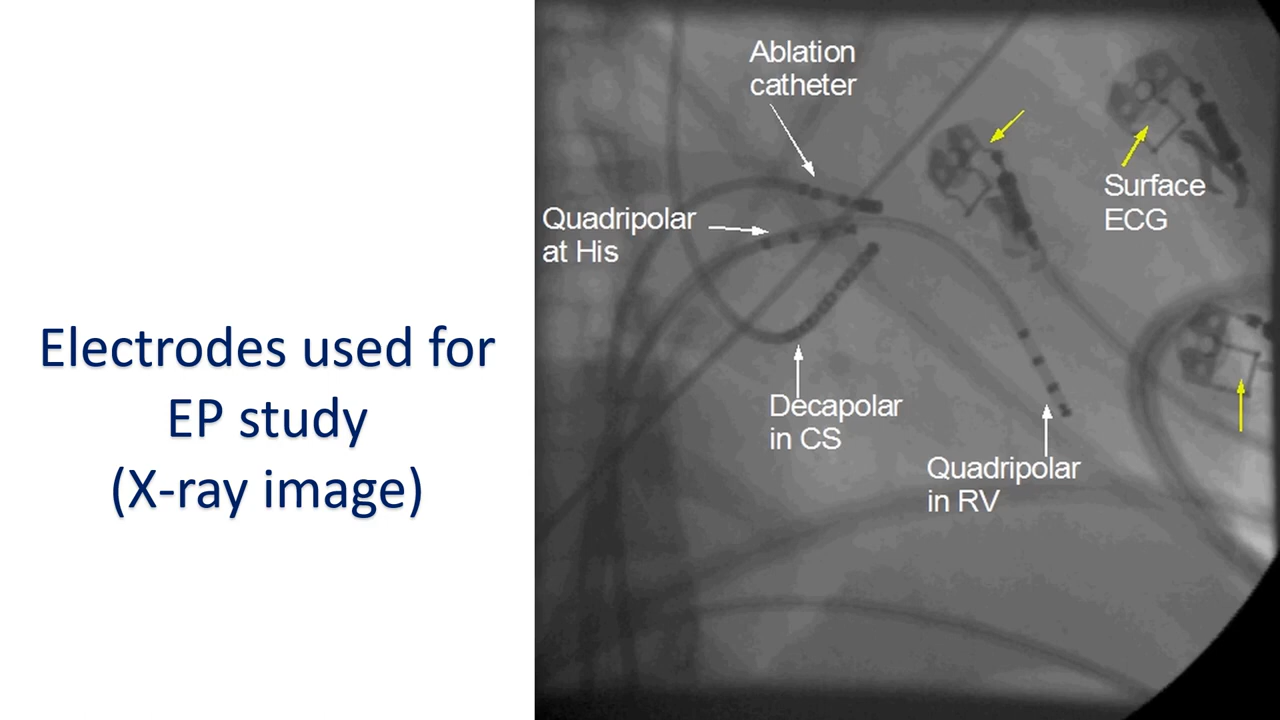 Electrodes used for
EP study
(X-ray image)
Ablation
catheter
Quadripolar
at His
Surface
ECG
Decapolar
in CS
Quadripolar
in RV